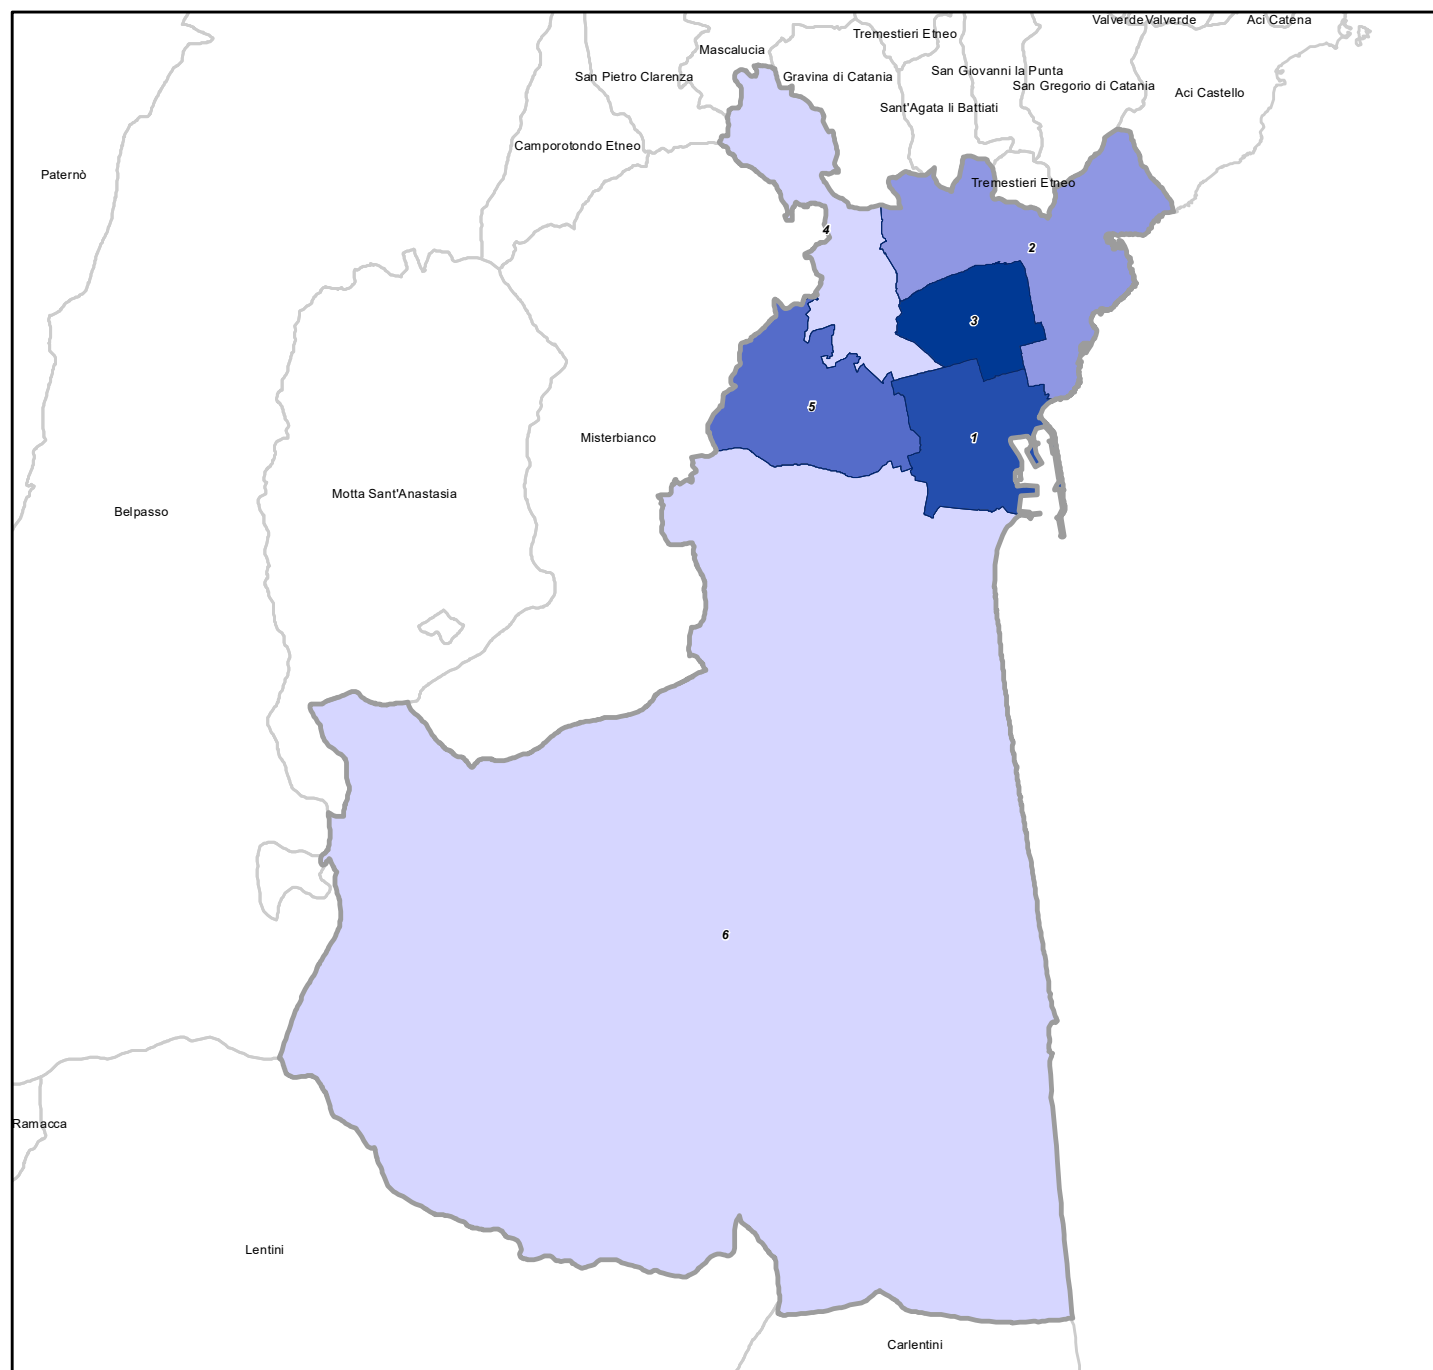 Valverde Valverde
Aci Catena
Tremestieri Etneo
Mascalucia
San Pietro Clarenza
Gravina di Catania
San Giovanni la Punta
San Gregorio di Catania
Aci Castello
Sant'Agata li Battiati
Camporotondo Etneo
Paternò
Tremestieri Etneo
4
2
3
5
1
Misterbianco
Motta Sant'Anastasia
Belpasso
6
Ramacca
Lentini
Carlentini